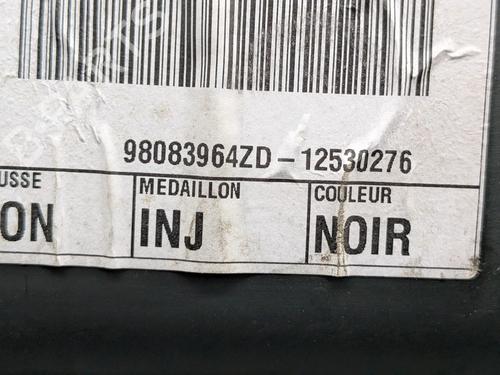 98083964ZD-12530276
USSE MEDAILLON COULEUR
ON INJ NOIR